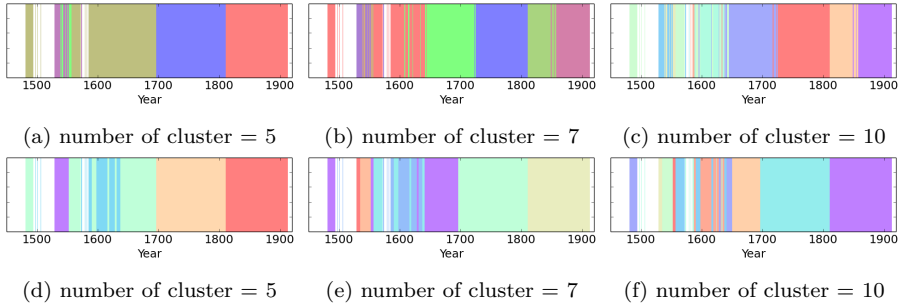 1500 1600 1700 1800 1900 1500 1600 1700 1800 1900 1500 1600 1700 1800 1900
Year Year Year
(a) number of cluster = 5 (b) number of cluster = 7 (c) number of cluster = 10
1500 1600 1700 1800 1900 1500 1600 1700 1800 1900 1500 1600 1700 1800 1900
Year Year Year
(d) number of cluster = 5 (e) number of cluster = 7 (f) number of cluster = 10